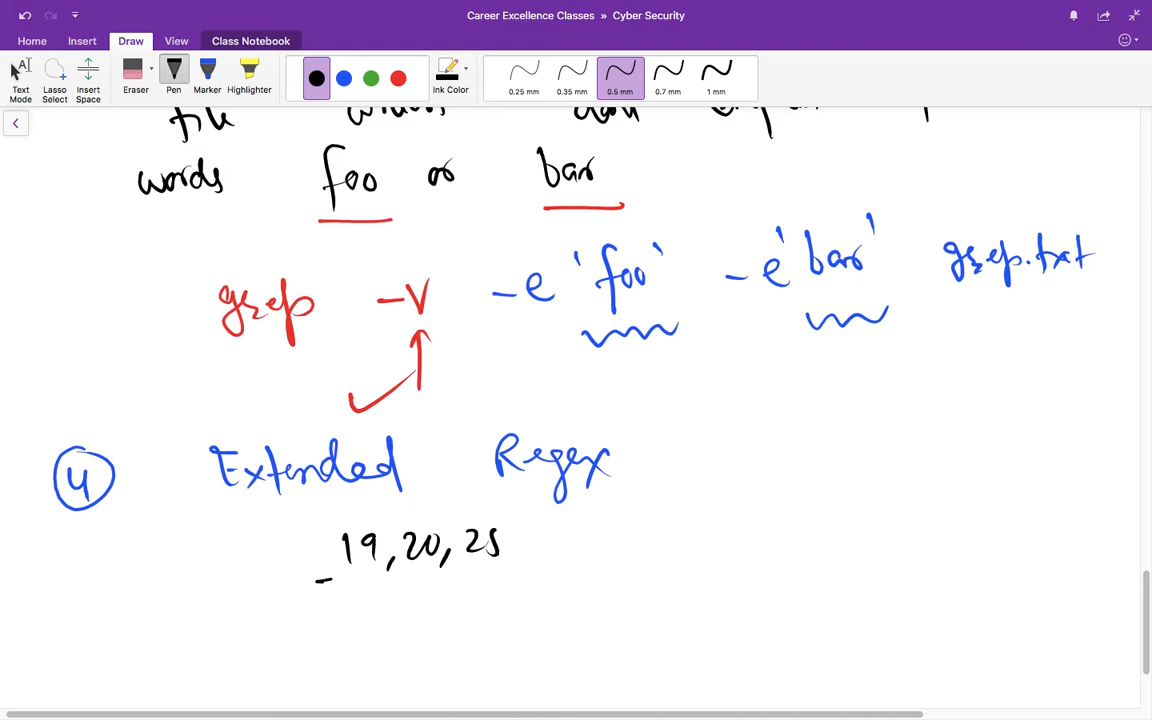 Career Excellence Classes » Cyber Security
Home Insert Draw View Class Notebook
Text Mode Lasso Select Insert Space Eraser Pen Marker Highlighter Ink Color 0.25 mm 0.35 mm 0.5 mm 0.7 mm 1 mm
file
words foo or bar
grep -v -e 'foo' -e 'bar' grep.txt
4 Extended Regex
- 19, 20, 25